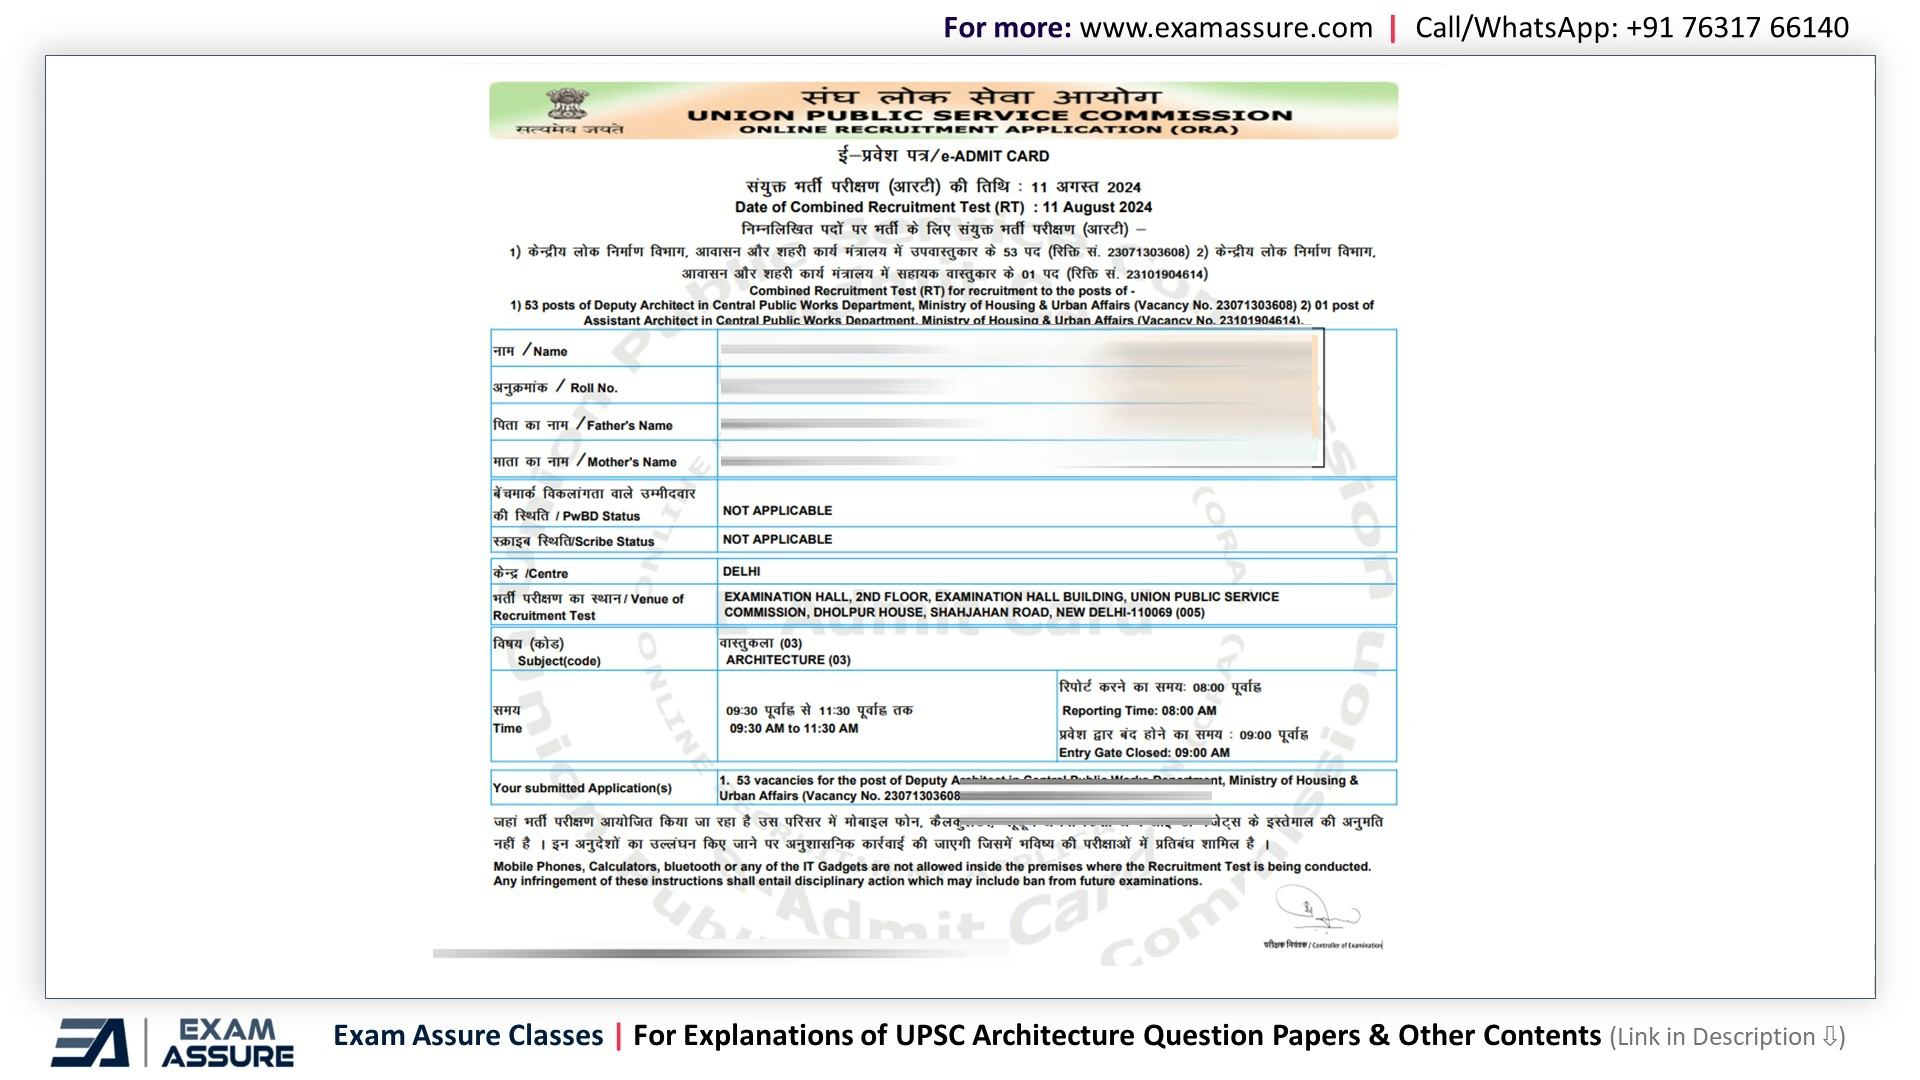 For more: www.examassure.com | Call/WhatsApp: +91 76317 66140
संघ लोक सेवा आयोग
UNION PUBLIC SERVICE COMMISSION
सत्यमेव जयते
ONLINE RECRUITMENT APPLICATION (ORA)
ई–प्रवेश पत्र/e-ADMIT CARD
संयुक्त भर्ती परीक्षण (आरटी) की तिथि : 11 अगस्त 2024
Date of Combined Recruitment Test (RT) : 11 August 2024
निम्नलिखित पदों पर भर्ती के लिए संयुक्त भर्ती परीक्षण (आरटी) –
1) केन्द्रीय लोक निर्माण विभाग, आवासन और शहरी कार्य मंत्रालय में उपवास्तुकार के 53 पद (रिक्ति सं. 23071303608) 2) केन्द्रीय लोक निर्माण विभाग,
आवासन और शहरी कार्य मंत्रालय में सहायक वास्तुकार के 01 पद (रिक्ति सं. 23101904614)
Combined Recruitment Test (RT) for recruitment to the posts of -
1) 53 posts of Deputy Architect in Central Public Works Department, Ministry of Housing & Urban Affairs (Vacancy No. 23071303608) 2) 01 post of
Assistant Architect in Central Public Works Department, Ministry of Housing & Urban Affairs (Vacancy No. 23101904614).
नाम / Name
अनुक्रमांक / Roll No.
पिता का नाम / Father's Name
माता का नाम / Mother's Name
बेंचमार्क विकलांगता वाले उम्मीदवार
की स्थिति / PwBD Status
NOT APPLICABLE
स्क्राइब स्थिति/Scribe Status
NOT APPLICABLE
केन्द्र /Centre
DELHI
भर्ती परीक्षण का स्थान / Venue of
Recruitment Test
EXAMINATION HALL, 2ND FLOOR, EXAMINATION HALL BUILDING, UNION PUBLIC SERVICE
COMMISSION, DHOLPUR HOUSE, SHAHJAHAN ROAD, NEW DELHI-110069 (005)
विषय (कोड)
Subject(code)
वास्तुकला (03)
ARCHITECTURE (03)
समय
Time
09:30 पूर्वाह्न से 11:30 पूर्वाह्न तक
09:30 AM to 11:30 AM
रिपोर्ट करने का समय: 08:00 पूर्वाह्न
Reporting Time: 08:00 AM
प्रवेश द्वार बंद होने का समय : 09:00 पूर्वाह्न
Entry Gate Closed: 09:00 AM
Your submitted Application(s)
1. 53 vacancies for the post of Deputy Architect in Central Public Works Department, Ministry of Housing &
Urban Affairs (Vacancy No. 23071303608
जहां भर्ती परीक्षण आयोजित किया जा रहा है उस परिसर में मोबाइल फोन, के इस्तेमाल की अनुमति
नहीं है । इन अनुदेशों का उल्लंघन किए जाने पर अनुशासनिक कार्रवाई की जाएगी जिसमें भविष्य की परीक्षाओं में प्रतिबंध शामिल है ।
Mobile Phones, Calculators, bluetooth or any of the IT Gadgets are not allowed inside the premises where the Recruitment Test is being conducted.
Any infringement of these instructions shall entail disciplinary action which may include ban from future examinations.
परीक्षा नियंत्रक / Controller of Examination
EXAM
ASSURE
Exam Assure Classes | For Explanations of UPSC Architecture Question Papers & Other Contents (Link in Description ⇩)